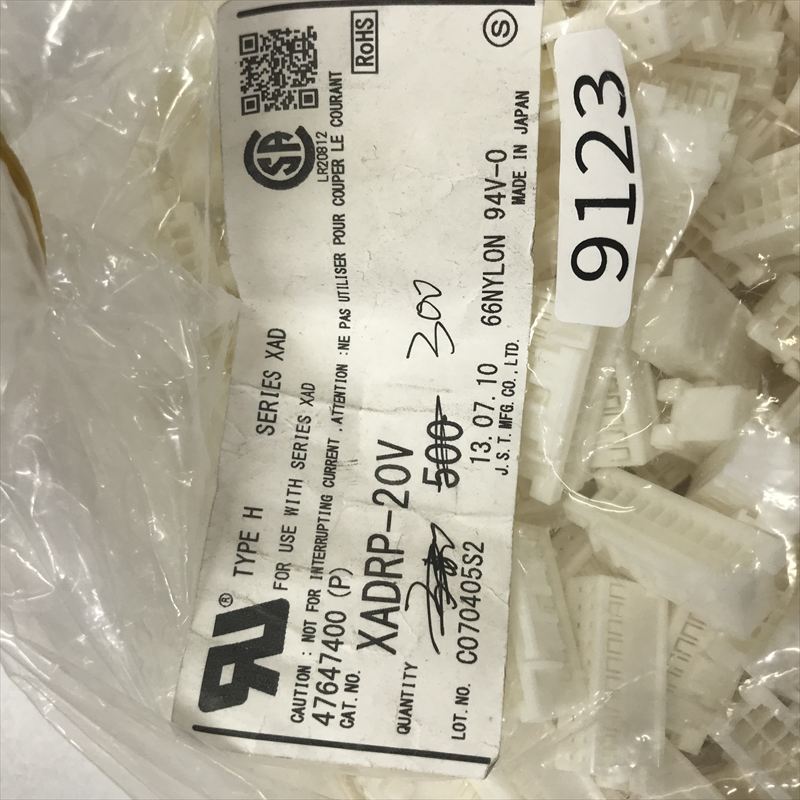 TYPE H SERIES XAD
FOR USE WITH SERIES XAD
LR20812
RoHS
CAUTION : NOT FOR INTERRUPTING CURRENT .ATTENTION :NE PAS UTILISER POUR COUPER LE COURANT
47647400 (P)
CAT. NO. XADRP-20V
QUANTITY 500 300
13.07.10 66NYLON 94V-0
LOT. NO. C070405S2 J.S.T. MFG. CO., LTD. MADE IN JAPAN
S
9123